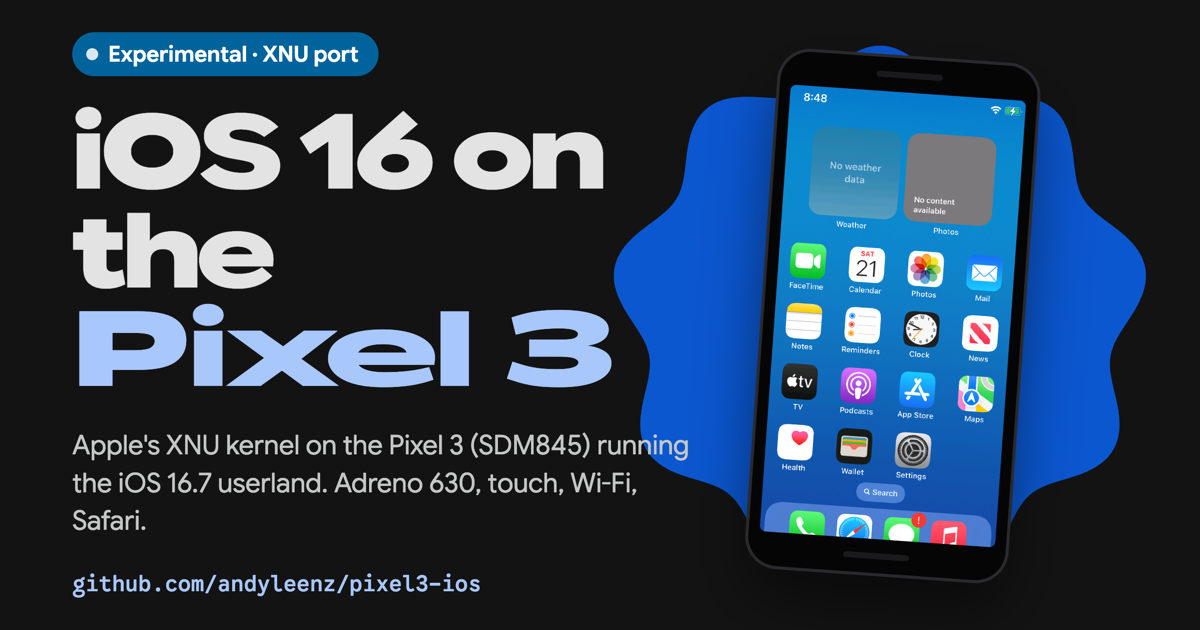 Experimental · XNU port
iOS 16 on
the
Pixel 3
Apple's XNU kernel on the Pixel 3 (SDM845) running
the iOS 16.7 userland. Adreno 630, touch, Wi-Fi,
Safari.
github.com/andyleenz/pixel3-ios
8:48
No weather
data
No content
available
Weather
Photos
SAT
21
FaceTime
Calendar
Photos
Mail
Notes
Reminders
Clock
News
tv
TV
Podcasts
App Store
Maps
Health
Wallet
Settings
Search
!